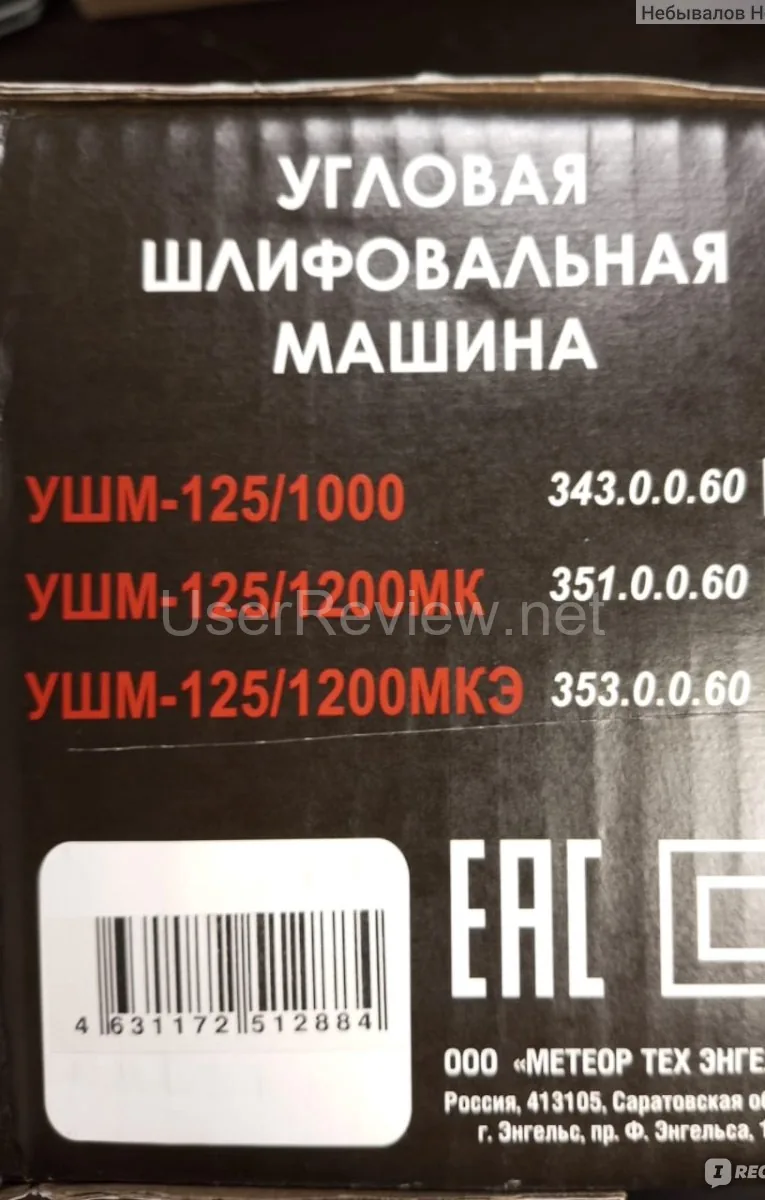 Небывалов Н
УГЛОВАЯ
ШЛИФОВАЛЬНАЯ
МАШИНА
УШМ-125/1000 343.0.0.60
УШМ-125/1200МК 351.0.0.60
UserReview.net
УШМ-125/1200МКЭ 353.0.0.60
EAC
4 631172 512884
ООО «МЕТЕОР ТЕХ ЭНГЕ
Россия, 413105, Саратовская о
г. Энгельс, пр. Ф. Энгельса, 1
I REC